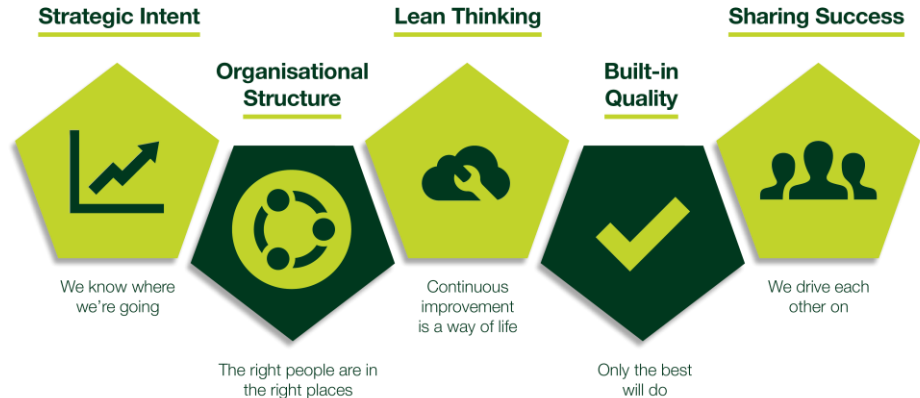 Strategic Intent
We know where
we're going
Organisational
Structure
The right people are in
the right places
Lean Thinking
Continuous
improvement
is a way of life
Built-in
Quality
Only the best
will do
Sharing Success
We drive each
other on